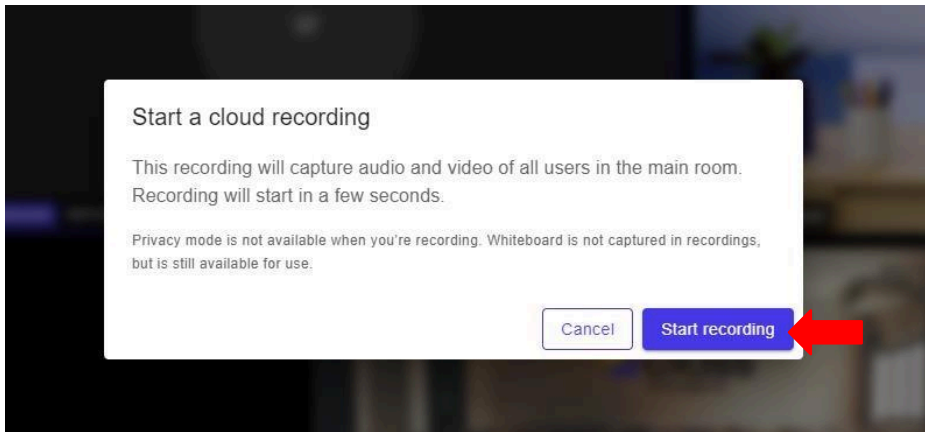 Start a cloud recording
This recording will capture audio and video of all users in the main room.
Recording will start in a few seconds.
Privacy mode is not available when you're recording. Whiteboard is not captured in recordings,
but is still available for use.
Cancel
Start recording